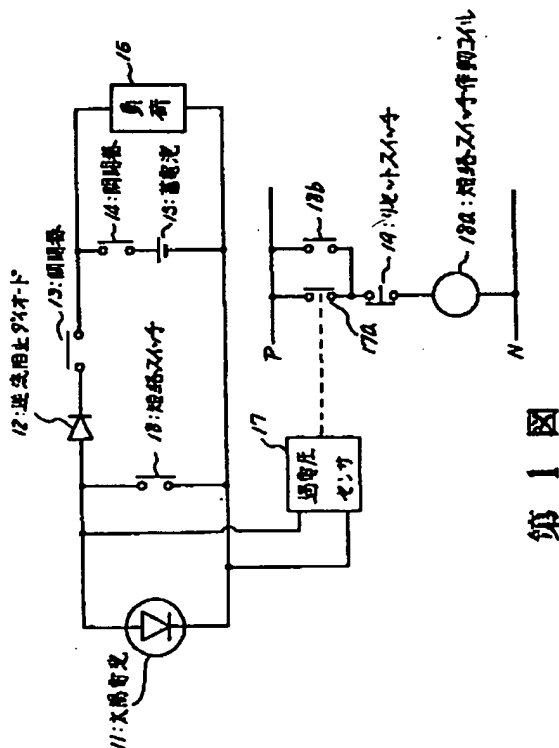 11:太陽電池
12:逆流阻止ダイオード
13:開閉器
18:短絡スイッチ
14:開閉器
15:蓄電池
16
負荷
17
過電圧
センサ
P
17a
18b
19:リセットスイッチ
18a:短絡スイッチ作動コイル
N
第1図